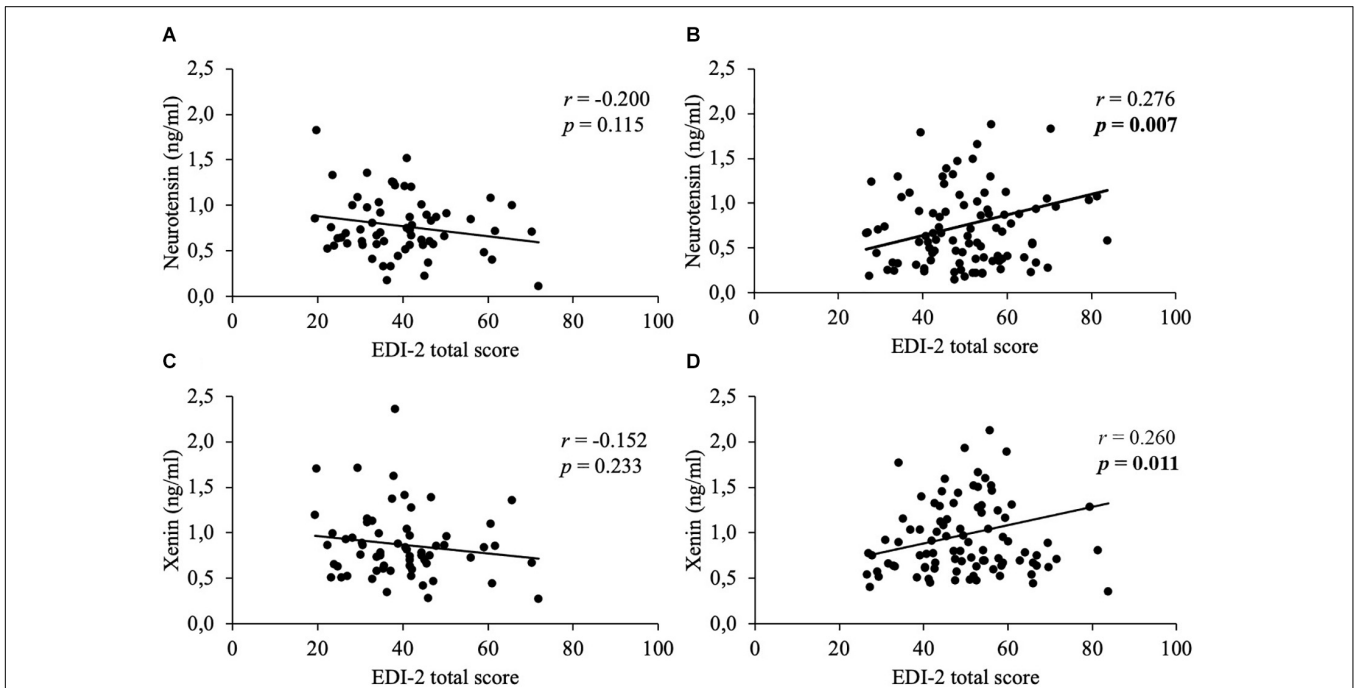 A
2,5
2,0
1,5
1,0
0,5
0,0
Neurotensin (ng/ml)
r = -0.200
p = 0.115
0 20 40 60 80 100
EDI-2 total score
B
2,5
2,0
1,5
1,0
0,5
0,0
Neurotensin (ng/ml)
r = 0.276
p = 0.007
0 20 40 60 80 100
EDI-2 total score
C
2,5
2,0
1,5
1,0
0,5
0,0
Xenin (ng/ml)
r = -0.152
p = 0.233
0 20 40 60 80 100
EDI-2 total score
D
2,5
2,0
1,5
1,0
0,5
0,0
Xenin (ng/ml)
r = 0.260
p = 0.011
0 20 40 60 80 100
EDI-2 total score